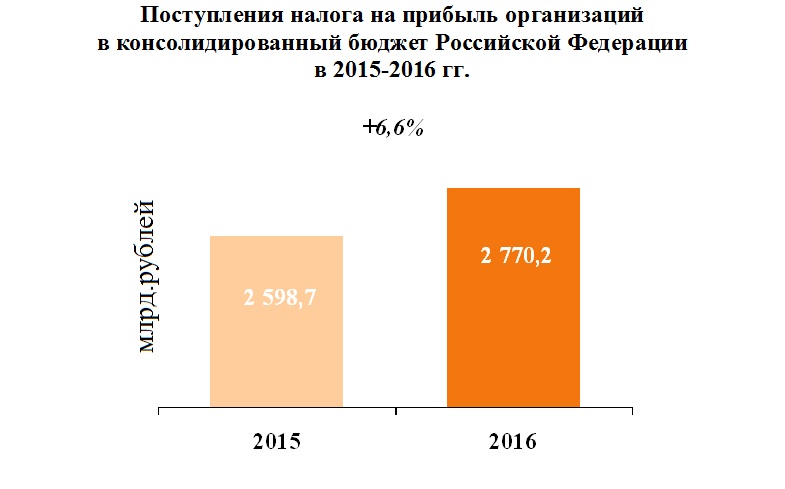 Поступления налога на прибыль организаций
в консолидированный бюджет Российской Федерации
в 2015-2016 гг.
+6,6%
млрд.рублей
2 598,7
2 770,2
2015
2016